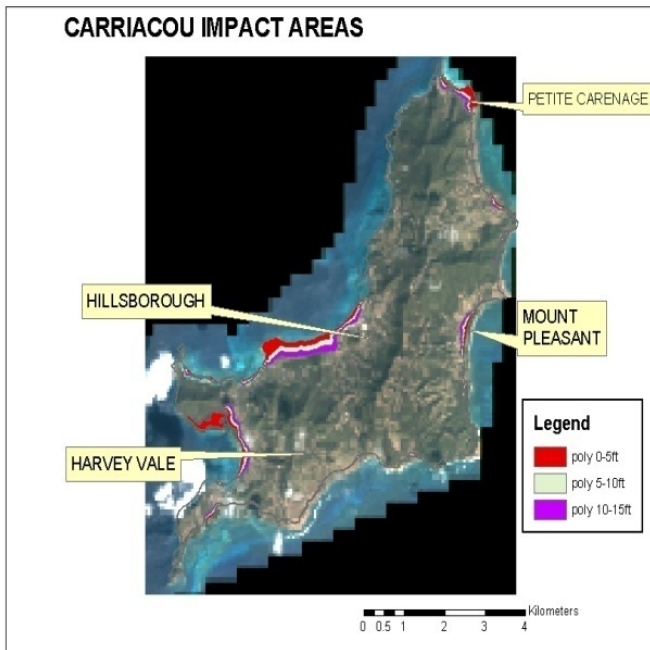 CARRIACOU IMPACT AREAS
PETITE CARENAGE
HILLSBOROUGH
MOUNT
PLEASANT
HARVEY VALE
Legend
poly 0-5ft
poly 5-10ft
poly 10-15ft
Kilometers
0 0.5 1 2 3 4